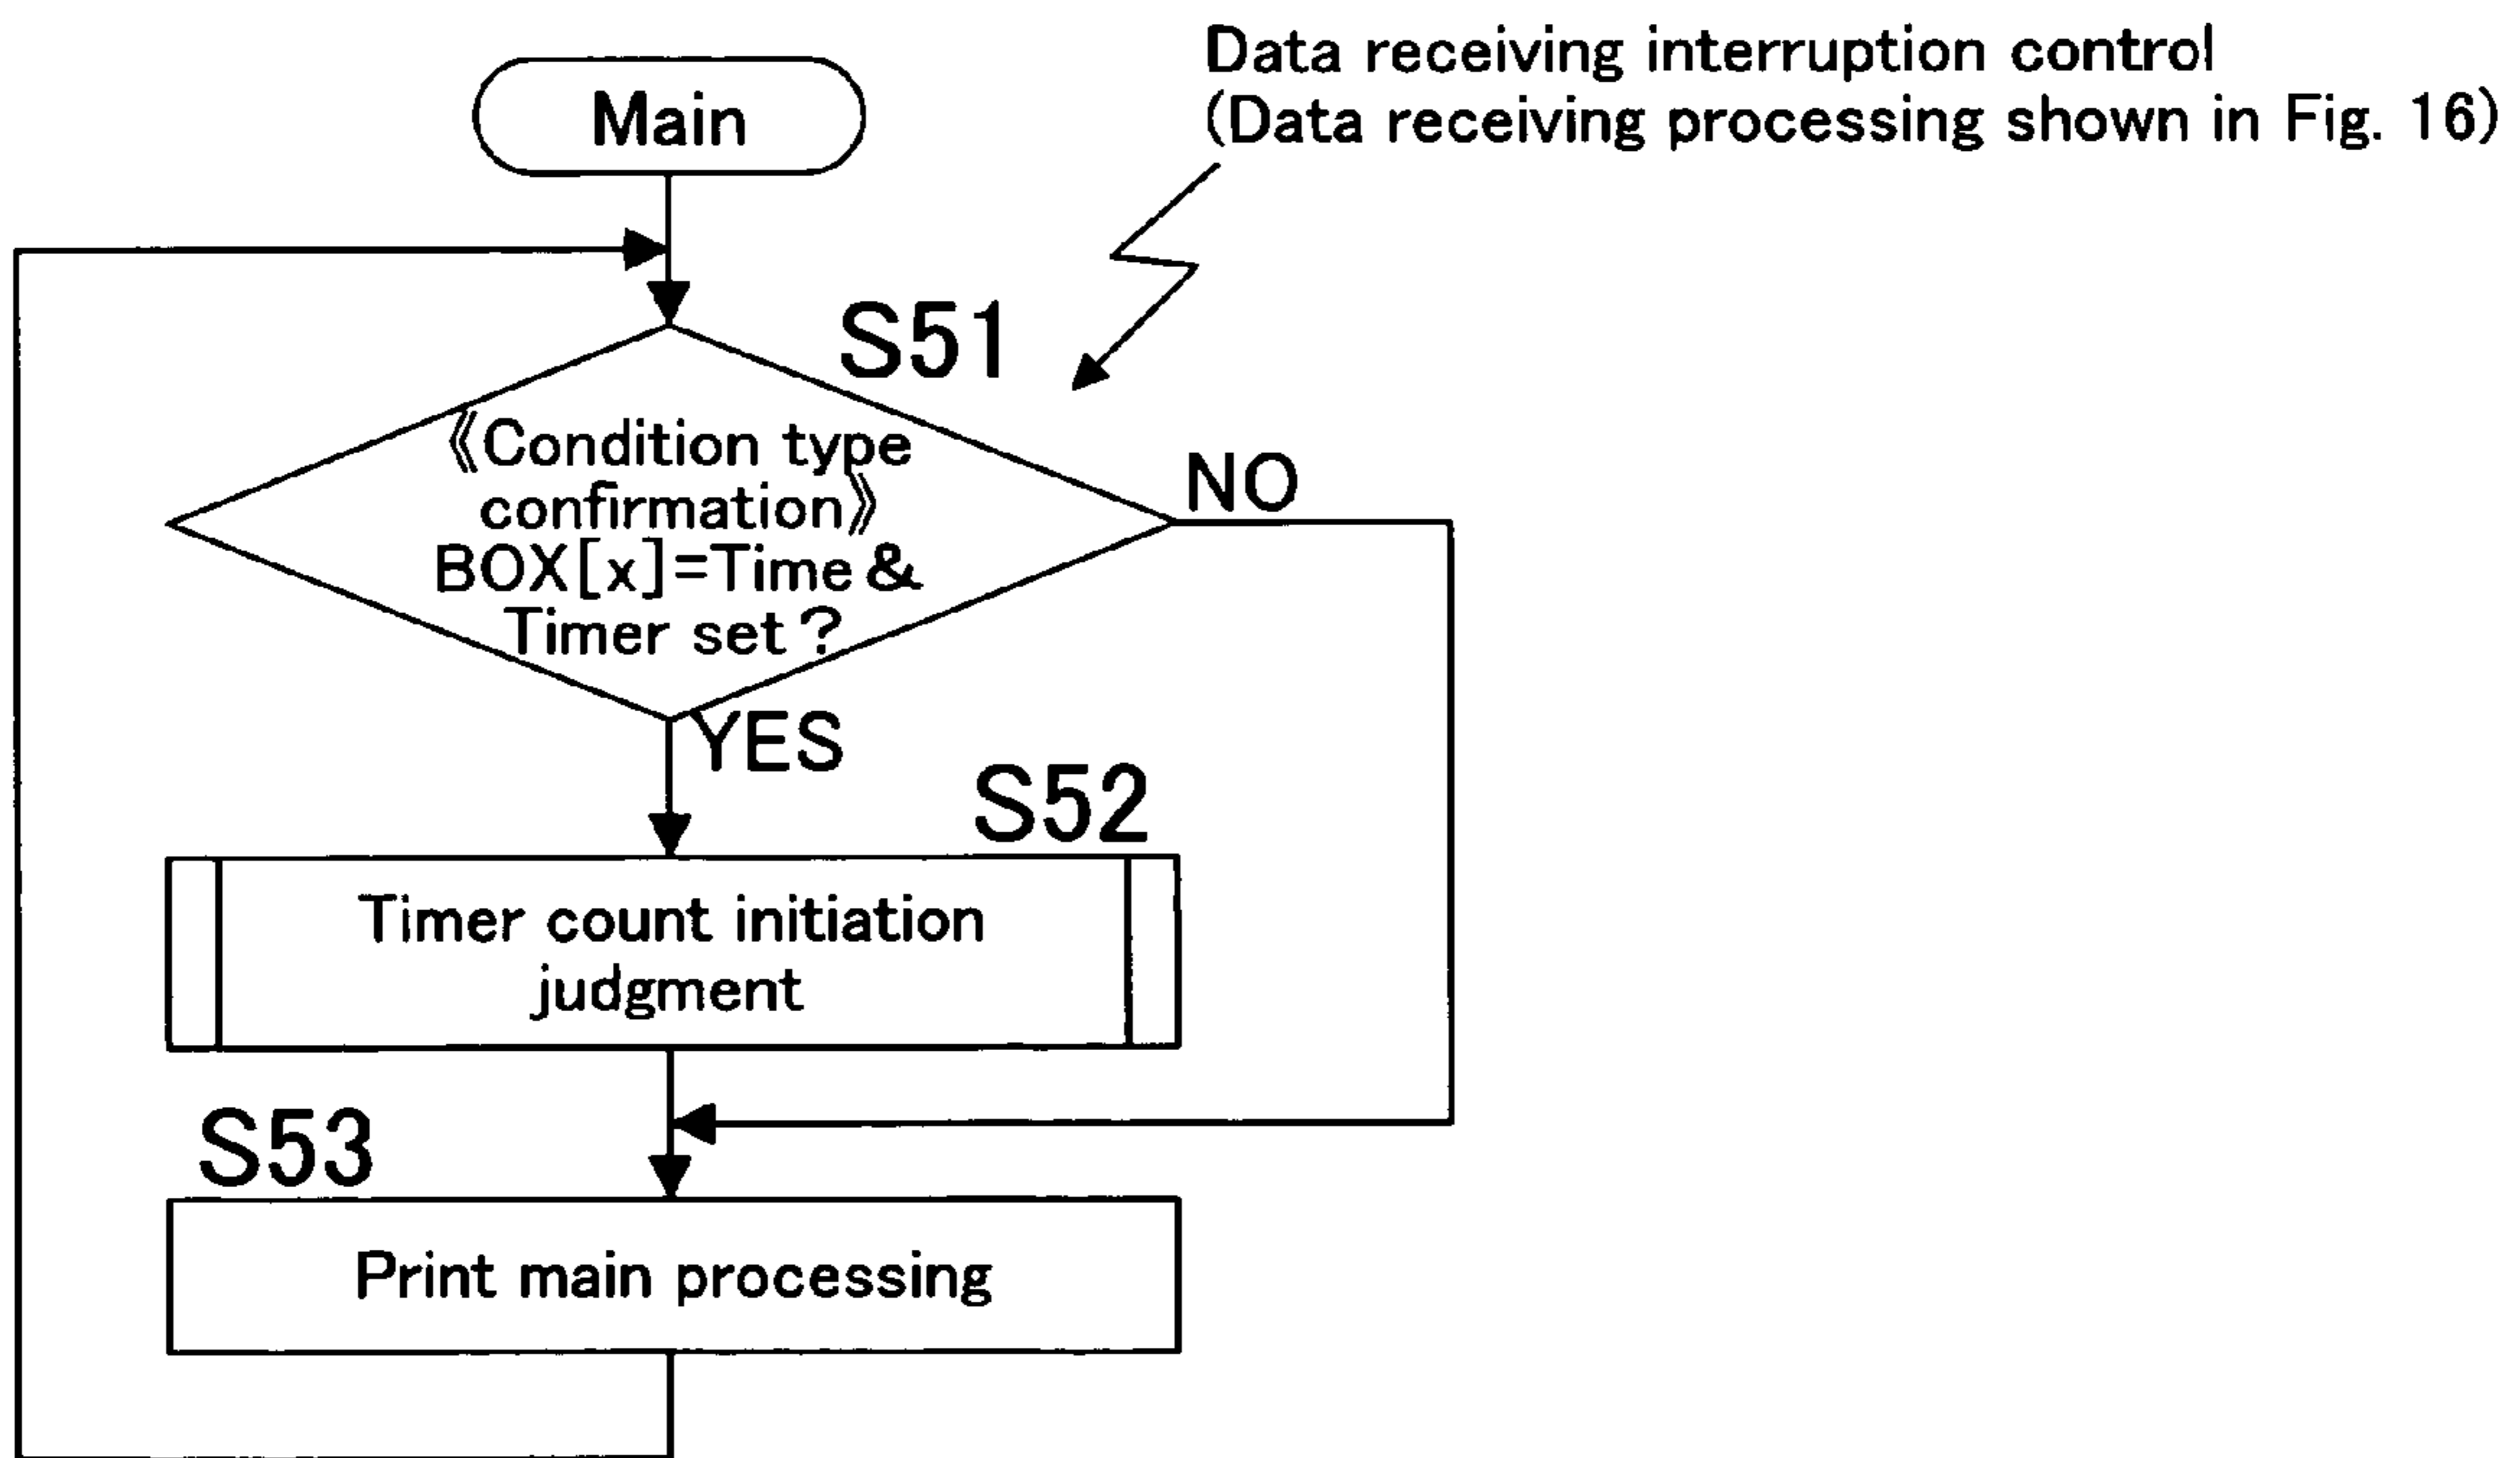 Data receiving interruption control
(Data receiving processing shown in Fig. 16)
Main
S51
《Condition type
confirmation》
BOX[x]=Time &
Timer set ?
NO
YES
S52
Timer count initiation
judgment
S53
Print main processing